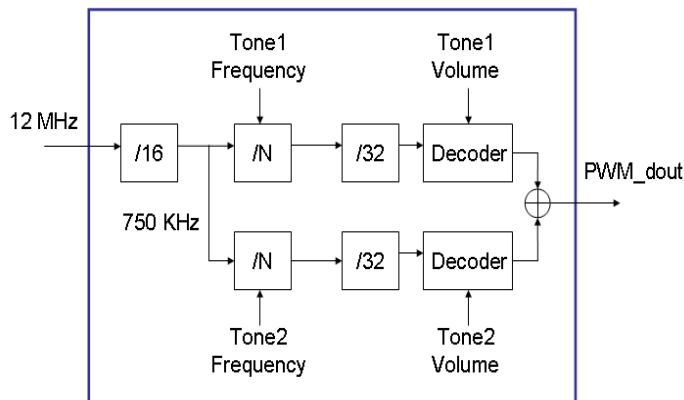 Tone1
Frequency
Tone1
Volume
12 MHz
/16
/N
/32
Decoder
PWM_dout
750 KHz
/N
/32
Decoder
Tone2
Frequency
Tone2
Volume